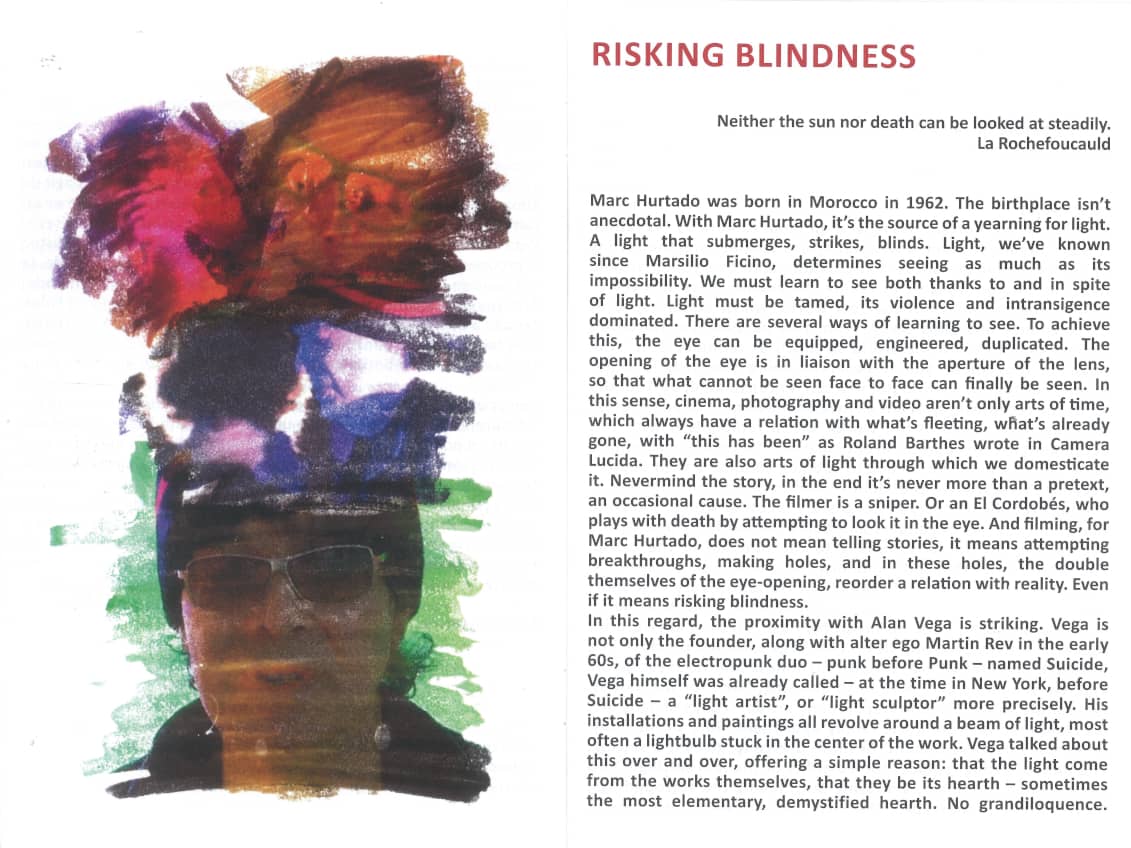 RISKING BLINDNESS
Neither the sun nor death can be looked at steadily.
La Rochefoucauld
Marc Hurtado was born in Morocco in 1962. The birthplace isn’t
anecdotal. With Marc Hurtado, it’s the source of a yearning for light.
A light that submerges, strikes, blinds. Light, we’ve known
since Marsilio Ficino, determines seeing as much as its
impossibility. We must learn to see both thanks to and in spite
of light. Light must be tamed, its violence and intransigence
dominated. There are several ways of learning to see. To achieve
this, the eye can be equipped, engineered, duplicated. The
opening of the eye is in liaison with the aperture of the lens,
so that what cannot be seen face to face can finally be seen. In
this sense, cinema, photography and video aren’t only arts of time,
which always have a relation with what’s fleeting, what’s already
gone, with “this has been” as Roland Barthes wrote in Camera
Lucida. They are also arts of light through which we domesticate
it. Nevermind the story, in the end it’s never more than a pretext,
an occasional cause. The filmer is a sniper. Or an El Cordobés, who
plays with death by attempting to look it in the eye. And filming, for
Marc Hurtado, does not mean telling stories, it means attempting
breakthroughs, making holes, and in these holes, the double
themselves of the eye-opening, reorder a relation with reality. Even
if it means risking blindness.
In this regard, the proximity with Alan Vega is striking. Vega is
not only the founder, along with alter ego Martin Rev in the early
60s, of the electropunk duo – punk before Punk – named Suicide,
Vega himself was already called – at the time in New York, before
Suicide – a “light artist”, or “light sculptor” more precisely. His
installations and paintings all revolve around a beam of light, most
often a lightbulb stuck in the center of the work. Vega talked about
this over and over, offering a simple reason: that the light come
from the works themselves, that they be its hearth – sometimes
the most elementary, demystified hearth. No grandiloquence.